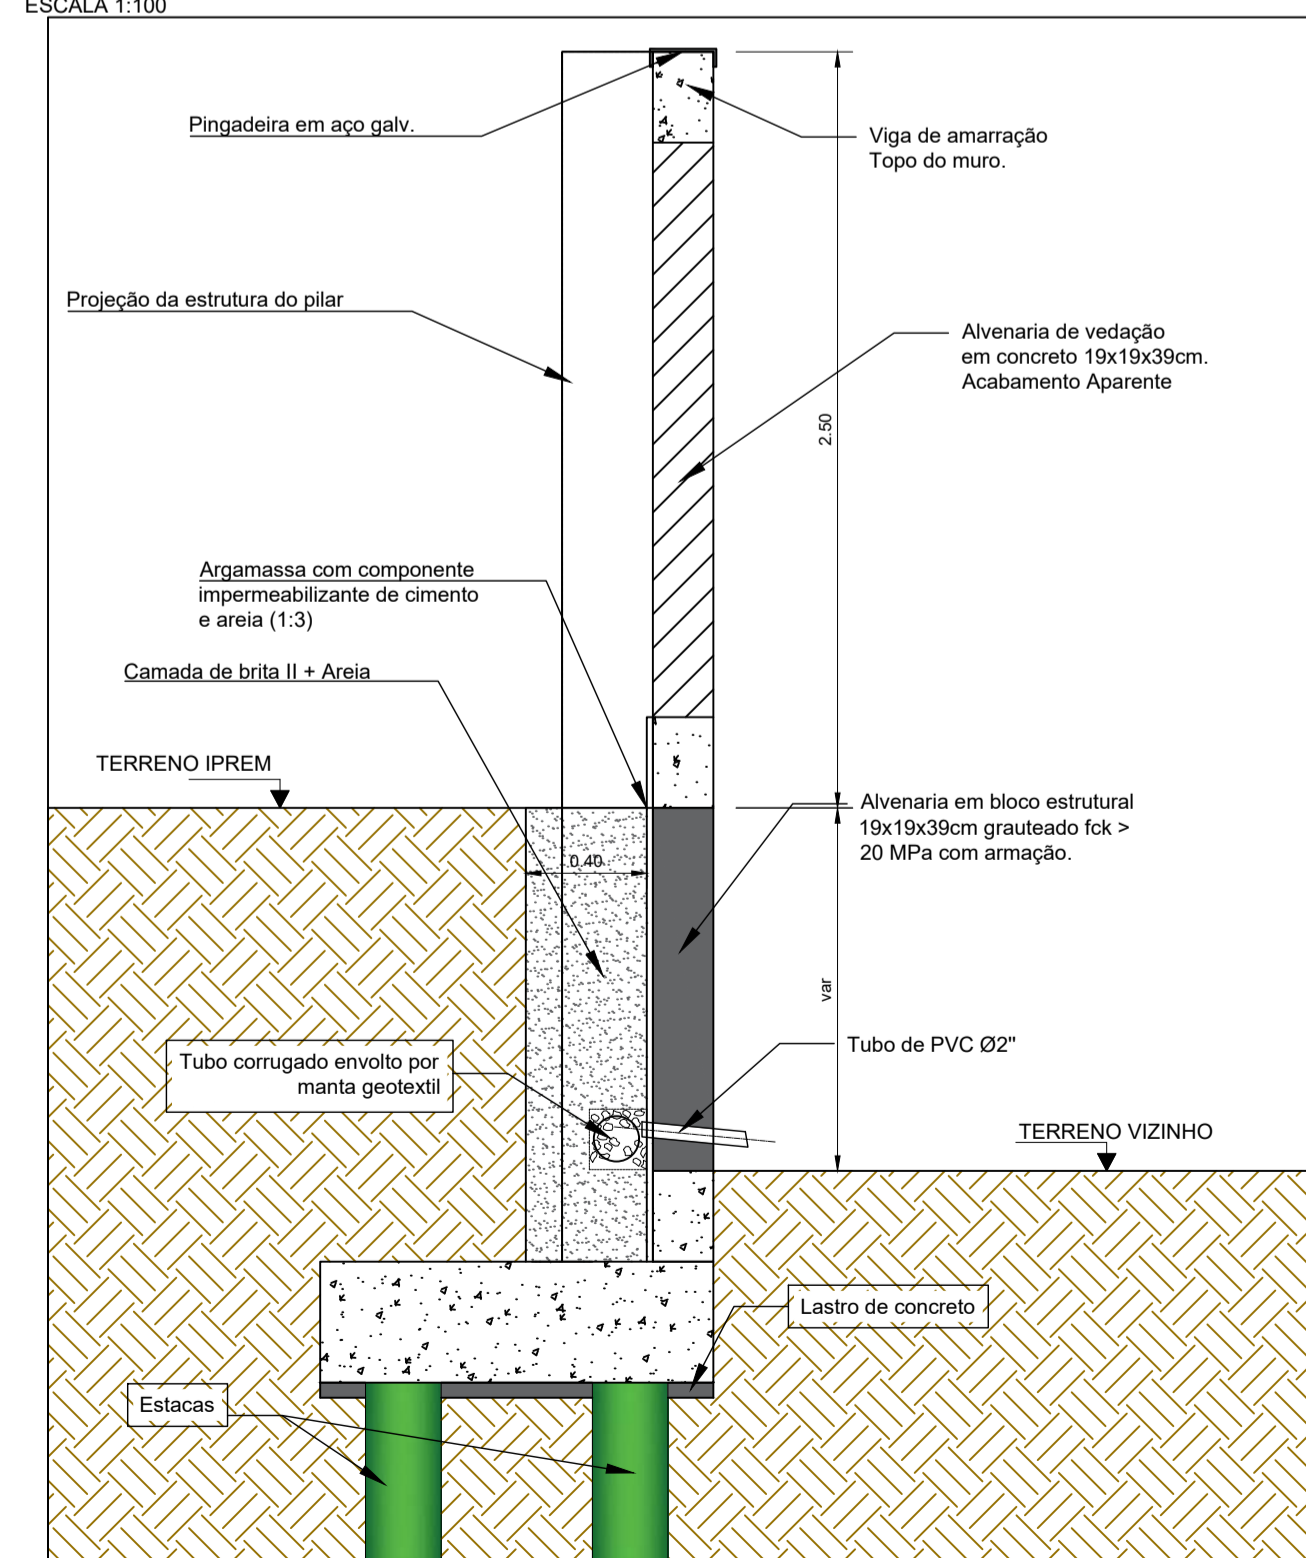 ESCALA 1:100
Pingadeira em aço galv.
Viga de amarração
Topo do muro.
Projeção da estrutura do pilar
Alvenaria de vedação
em concreto 19x19x39cm.
Acabamento Aparente
2.50
Argamassa com componente
impermeabilizante de cimento
e areia (1:3)
Camada de brita II + Areia
TERRENO IPREM
Alvenaria em bloco estrutural
19x19x39cm grauteado fck >
20 MPa com armação.
0.40
var
Tubo corrugado envolto por
manta geotextil
Tubo de PVC Ø2"
TERRENO VIZINHO
Lastro de concreto
Estacas